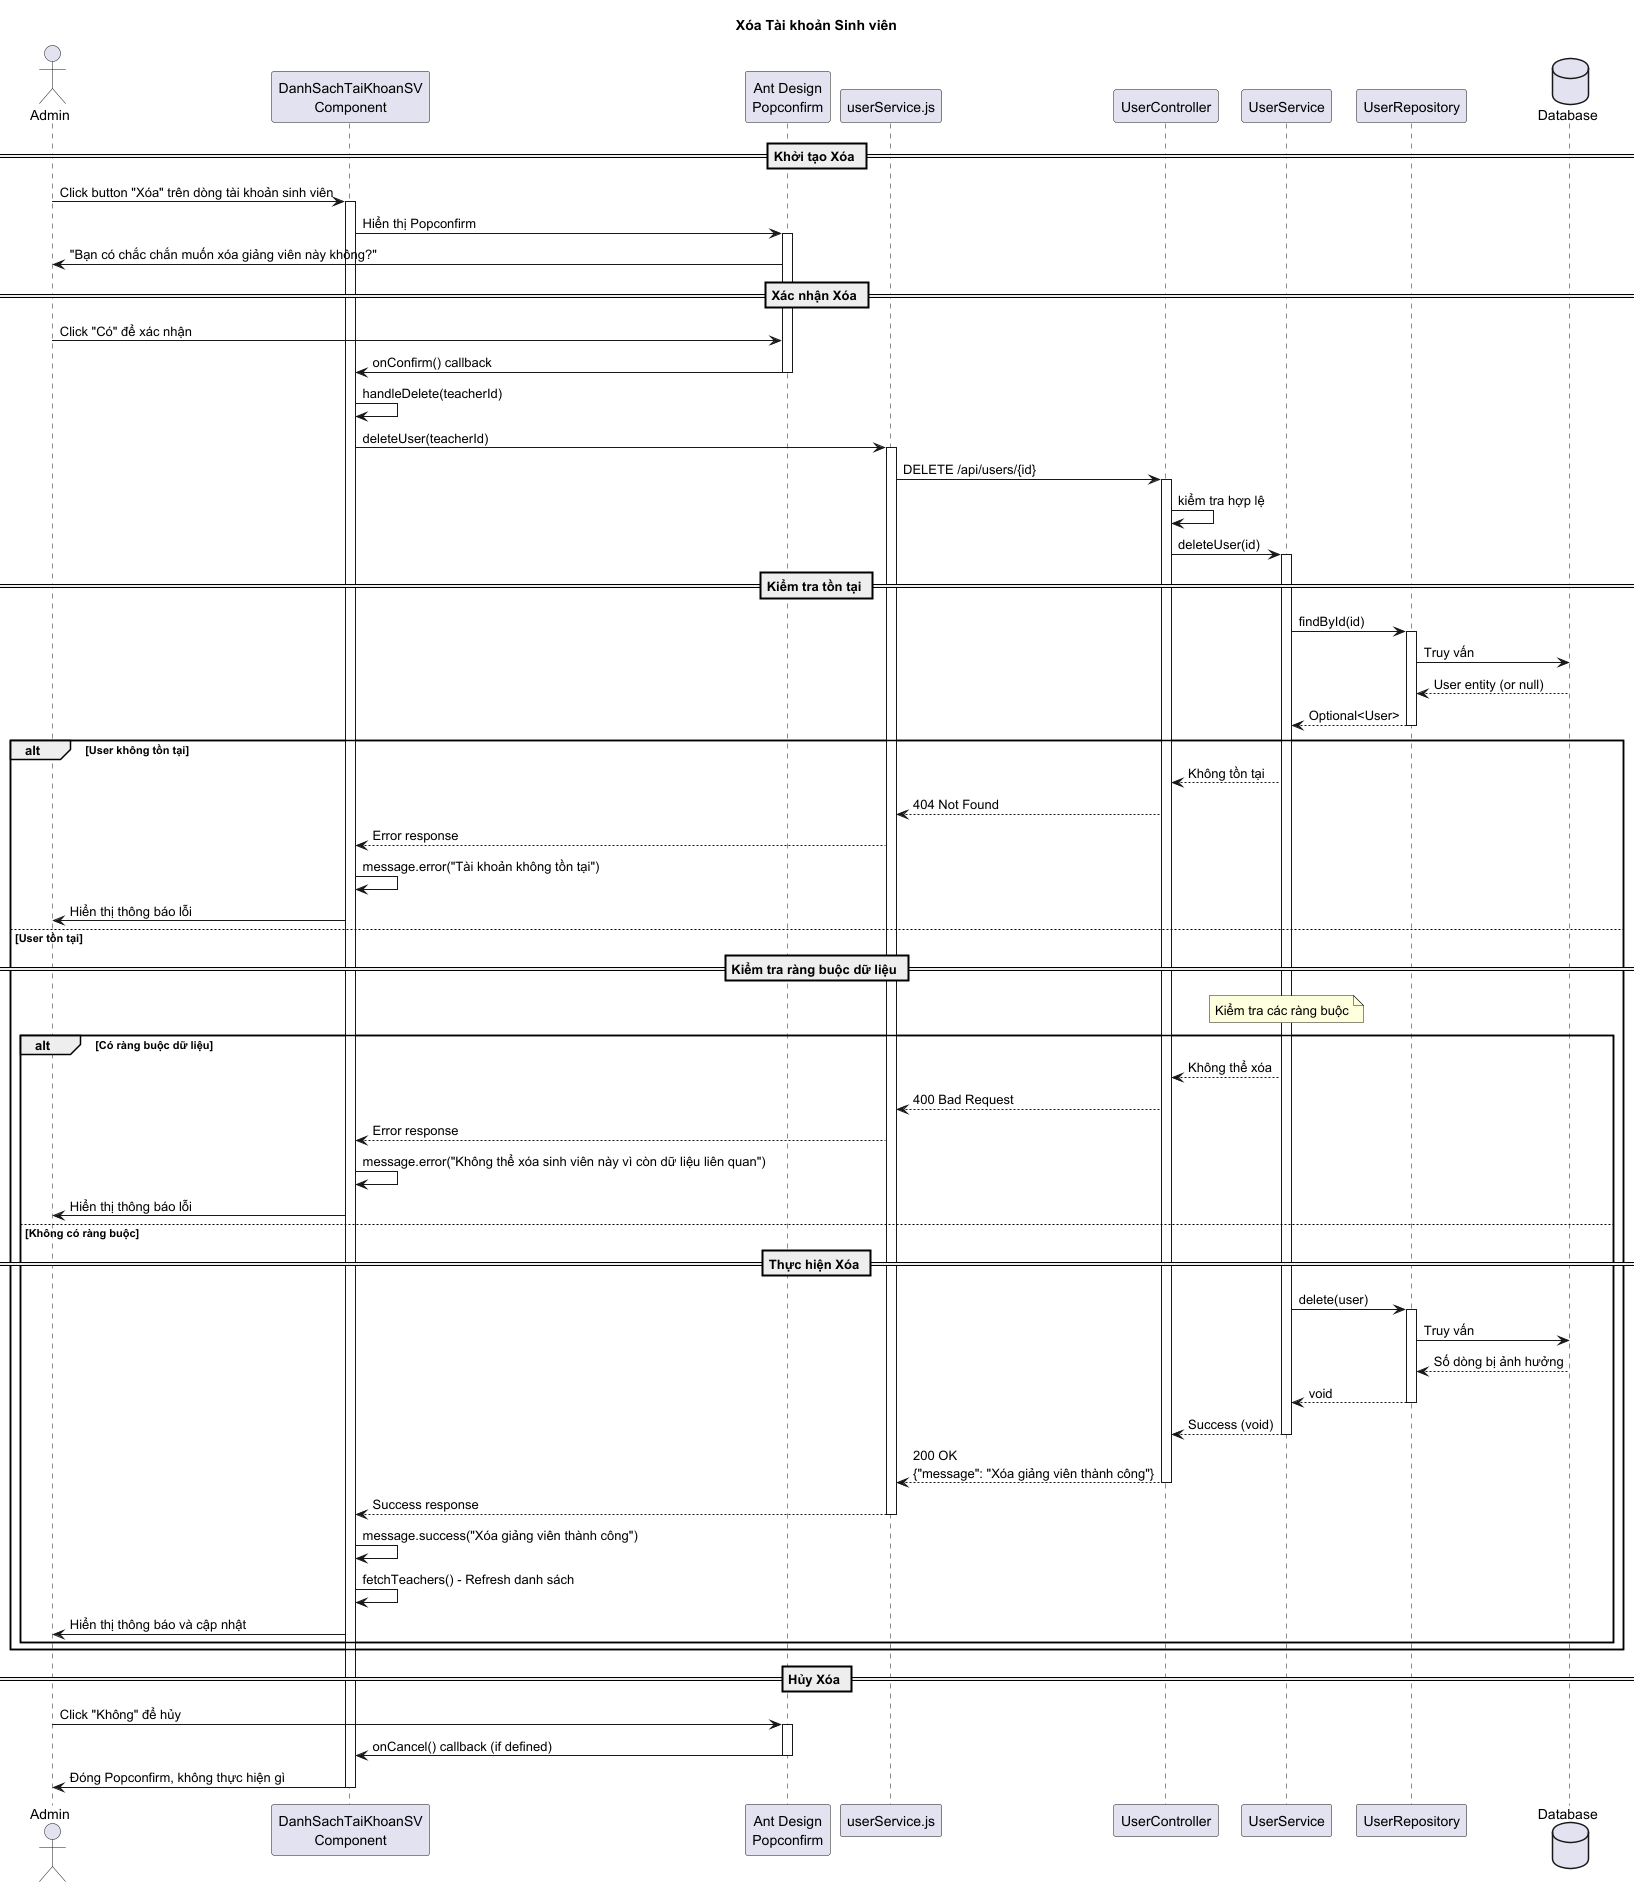 Xóa Tài khoản Sinh viên
Admin
DanhSachTaiKhoanSV
Component
Ant Design
Popconfirm
userService.js
UserController
UserService
UserRepository
Database
Khởi tạo Xóa
Click button "Xóa" trên dòng tài khoản sinh viên
Hiển thị Popconfirm
"Bạn có chắc chắn muốn xóa giảng viên này không?"
Xác nhận Xóa
Click "Có" để xác nhận
onConfirm() callback
handleDelete(teacherId)
deleteUser(teacherId)
DELETE /api/users/{id}
kiểm tra hợp lệ
deleteUser(id)
Kiểm tra tồn tại
findById(id)
Truy vấn
User entity (or null)
Optional<User>
alt
[User không tồn tại]
Không tồn tại
404 Not Found
Error response
message.error("Tài khoản không tồn tại")
Hiển thị thông báo lỗi
[User tồn tại]
Kiểm tra ràng buộc dữ liệu
Kiểm tra các ràng buộc
alt
[Có ràng buộc dữ liệu]
Không thể xóa
400 Bad Request
Error response
message.error("Không thể xóa sinh viên này vì còn dữ liệu liên quan")
Hiển thị thông báo lỗi
[Không có ràng buộc]
Thực hiện Xóa
delete(user)
Truy vấn
Số dòng bị ảnh hưởng
void
Success (void)
200 OK
{"message": "Xóa giảng viên thành công"}
Success response
message.success("Xóa giảng viên thành công")
fetchTeachers() - Refresh danh sách
Hiển thị thông báo và cập nhật
Hủy Xóa
Click "Không" để hủy
onCancel() callback (if defined)
Đóng Popconfirm, không thực hiện gì
Admin
DanhSachTaiKhoanSV
Component
Ant Design
Popconfirm
userService.js
UserController
UserService
UserRepository
Database